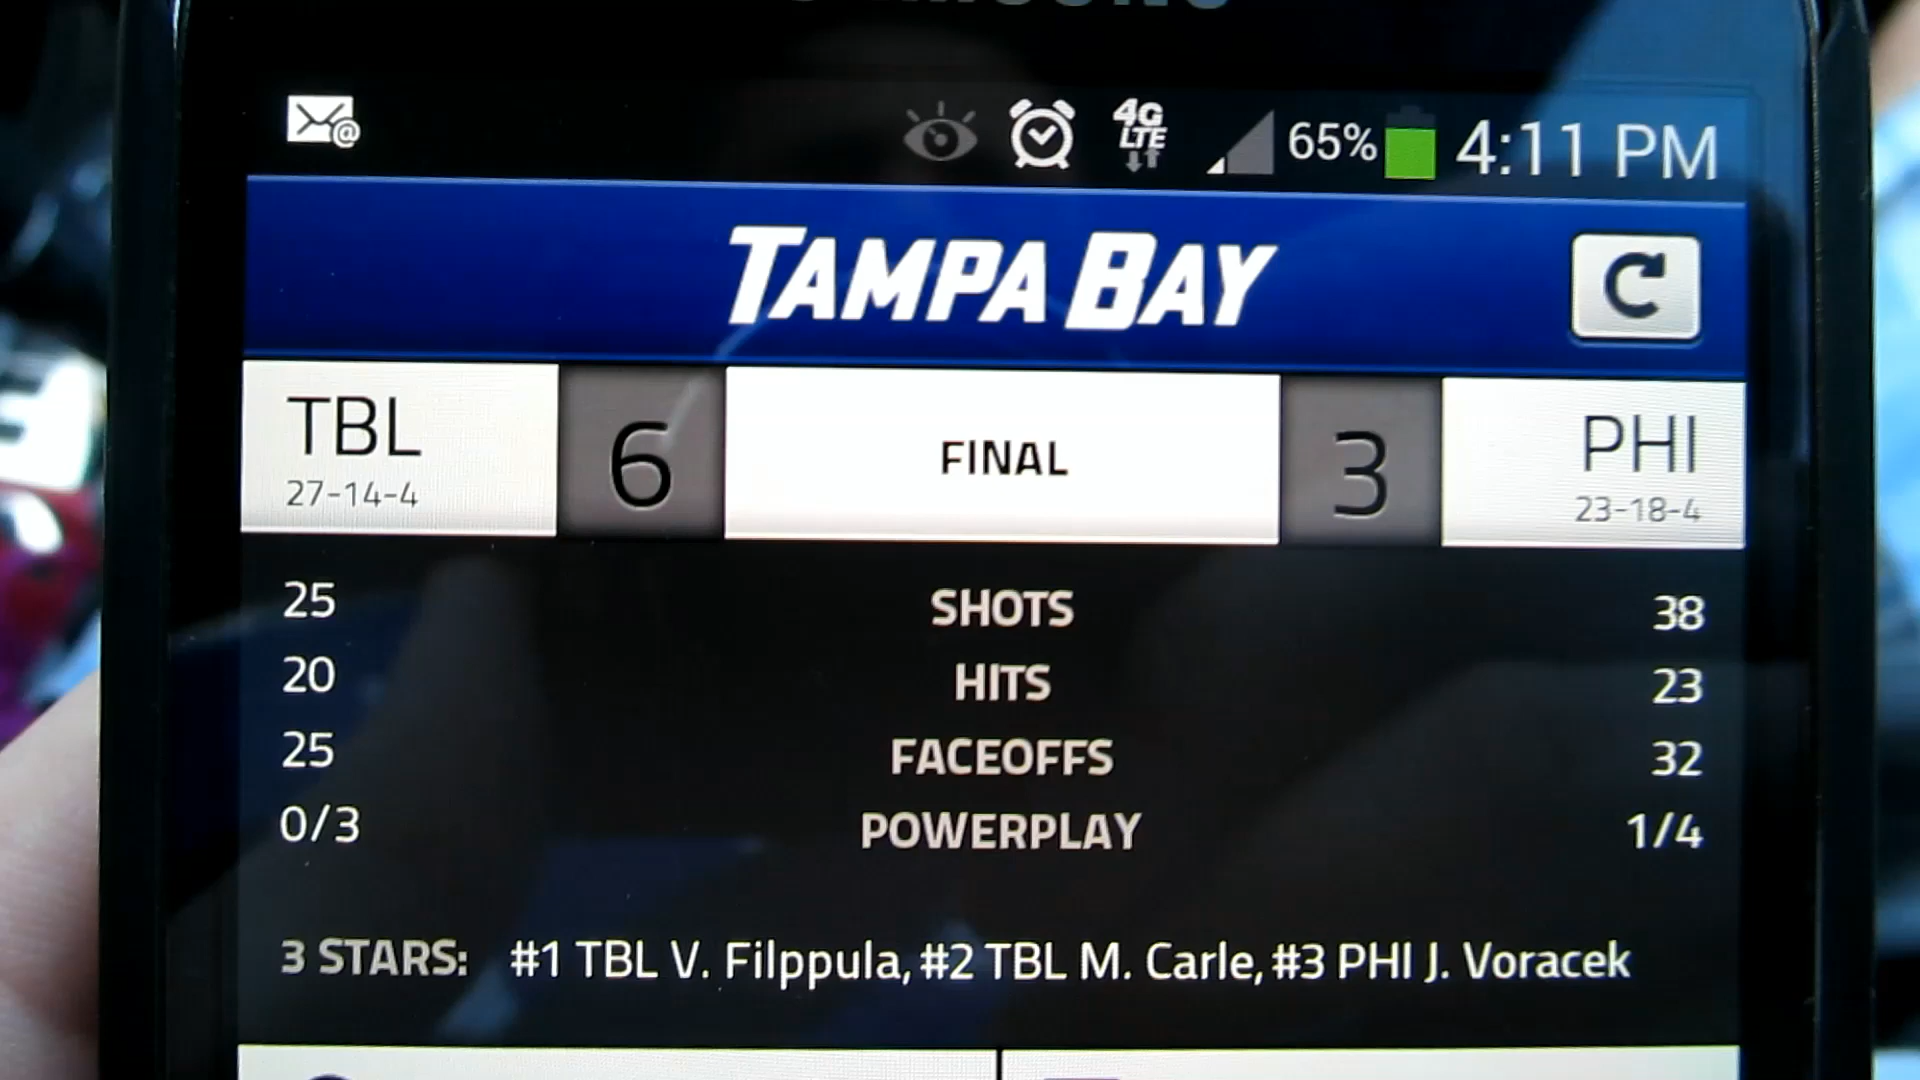 4G LTE 65% 4:11 PM
TAMPA BAY
TBL 6 FINAL 3 PHI
27-14-4 23-18-4
25 SHOTS 38
20 HITS 23
25 FACEOFFS 32
0/3 POWERPLAY 1/4
3 STARS: #1 TBL V. Filppula, #2 TBL M. Carle, #3 PHI J. Voracek